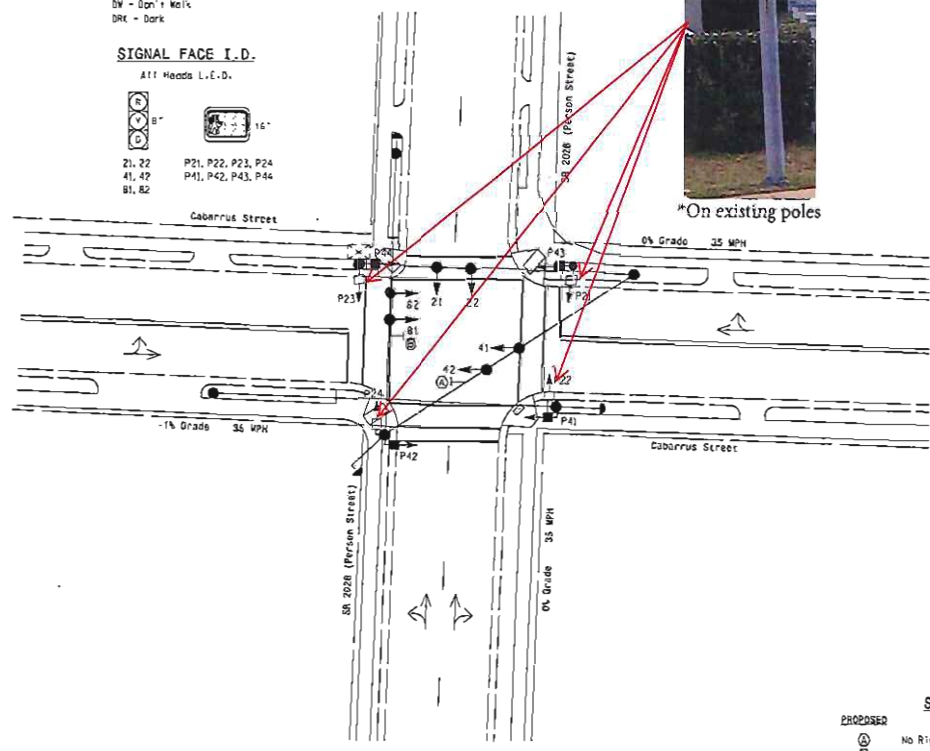 DW - Don't Walk
DRK - Dark
SIGNAL FACE I.D.
All Heads L.E.D.
R
Y
G
8"
16"
21, 22
41, 42
81, 82
P21, P22, P23, P24
P41, P42, P43, P44
SR 2028 (Person Street)
*On existing poles
Cabarrus Street
0% Grade 35 MPH
P44
P43
P23
21
22
P21
82
81
B
41
42
A
22
P24
P41
P42
-1% Grade 35 MPH
Cabarrus Street
SR 2028 (Person Street)
0% Grade 35 MPH
PROPOSED
A